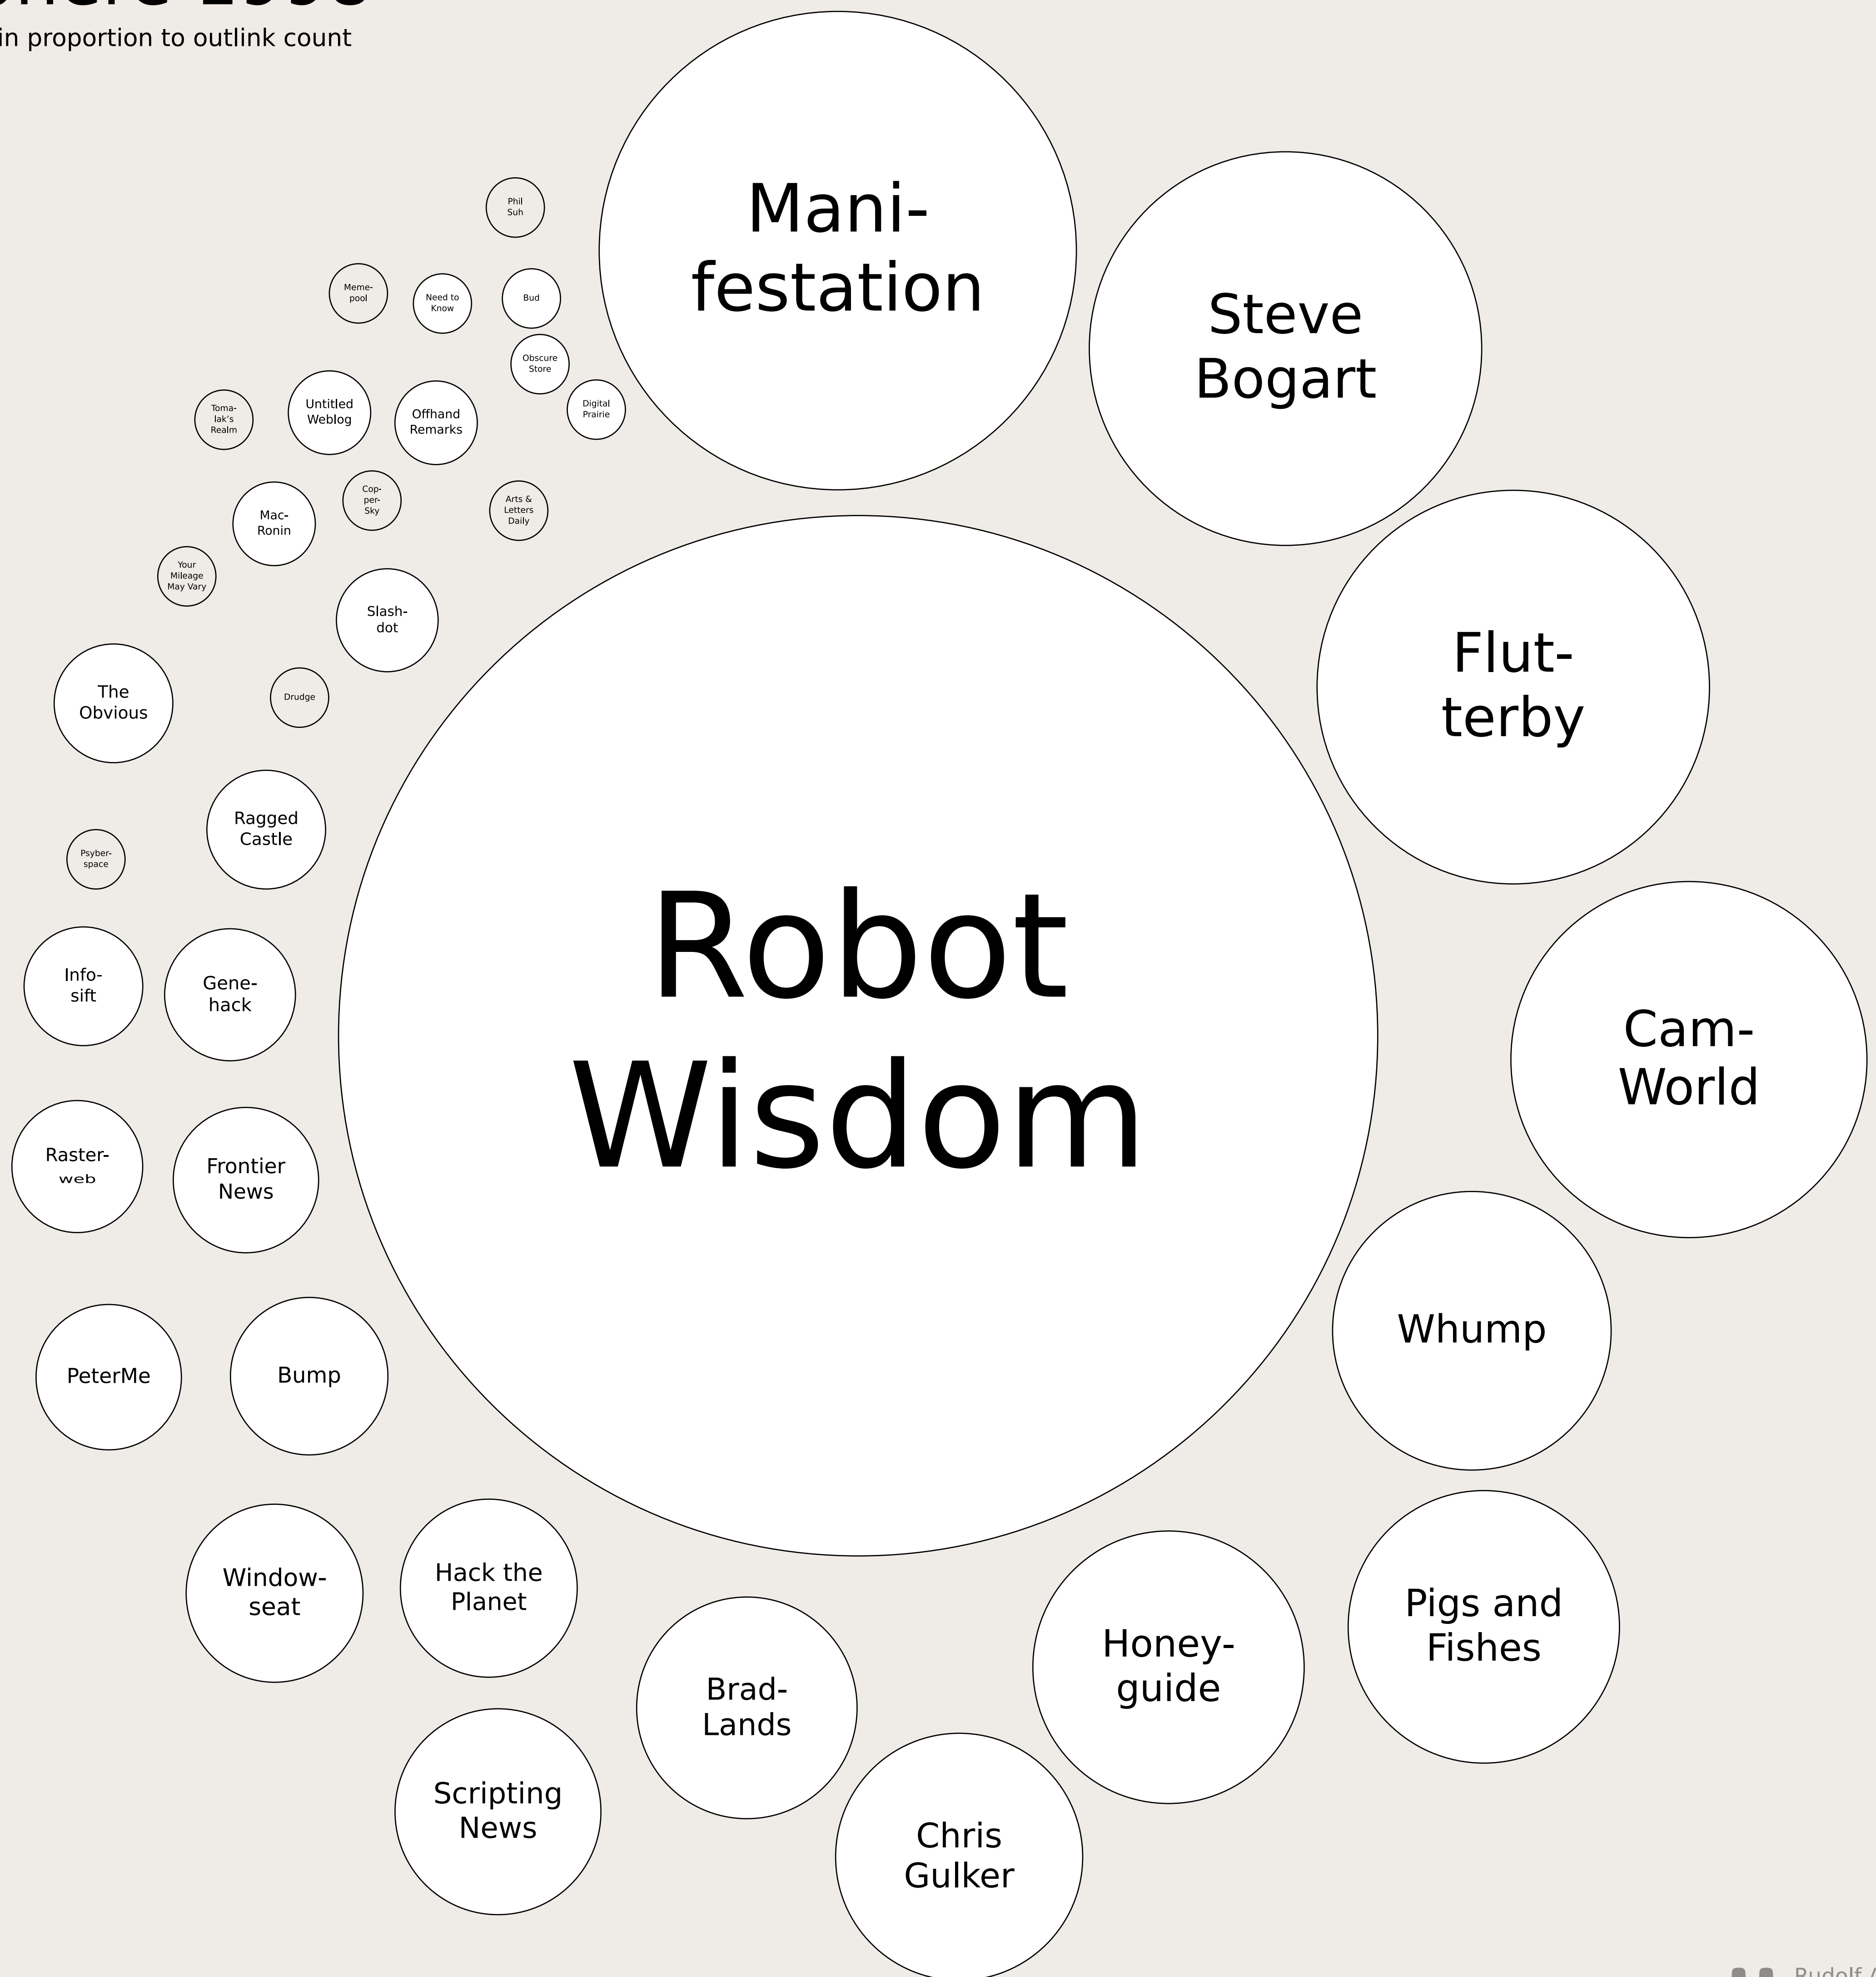 in proportion to outlink count
Mani-
festation
Steve
Bogart
Phil
Suh
Meme-
pool
Need to
Know
Bud
Obscure
Store
Digital
Prairie
Toma-
lak’s
Realm
Untitled
Weblog
Offhand
Remarks
Mac-
Ronin
Cop-
per-
Sky
Arts &
Letters
Daily
Your
Mileage
May Vary
Slash-
dot
Flut-
terby
The
Obvious
Drudge
Ragged
Castle
Psyber-
space
Robot
Wisdom
Info-
sift
Gene-
hack
Cam-
World
Raster-
web
Frontier
News
Whump
PeterMe
Bump
Window-
seat
Hack the
Planet
Pigs and
Fishes
Honey-
guide
Brad-
Lands
Scripting
News
Chris
Gulker
Rudolf